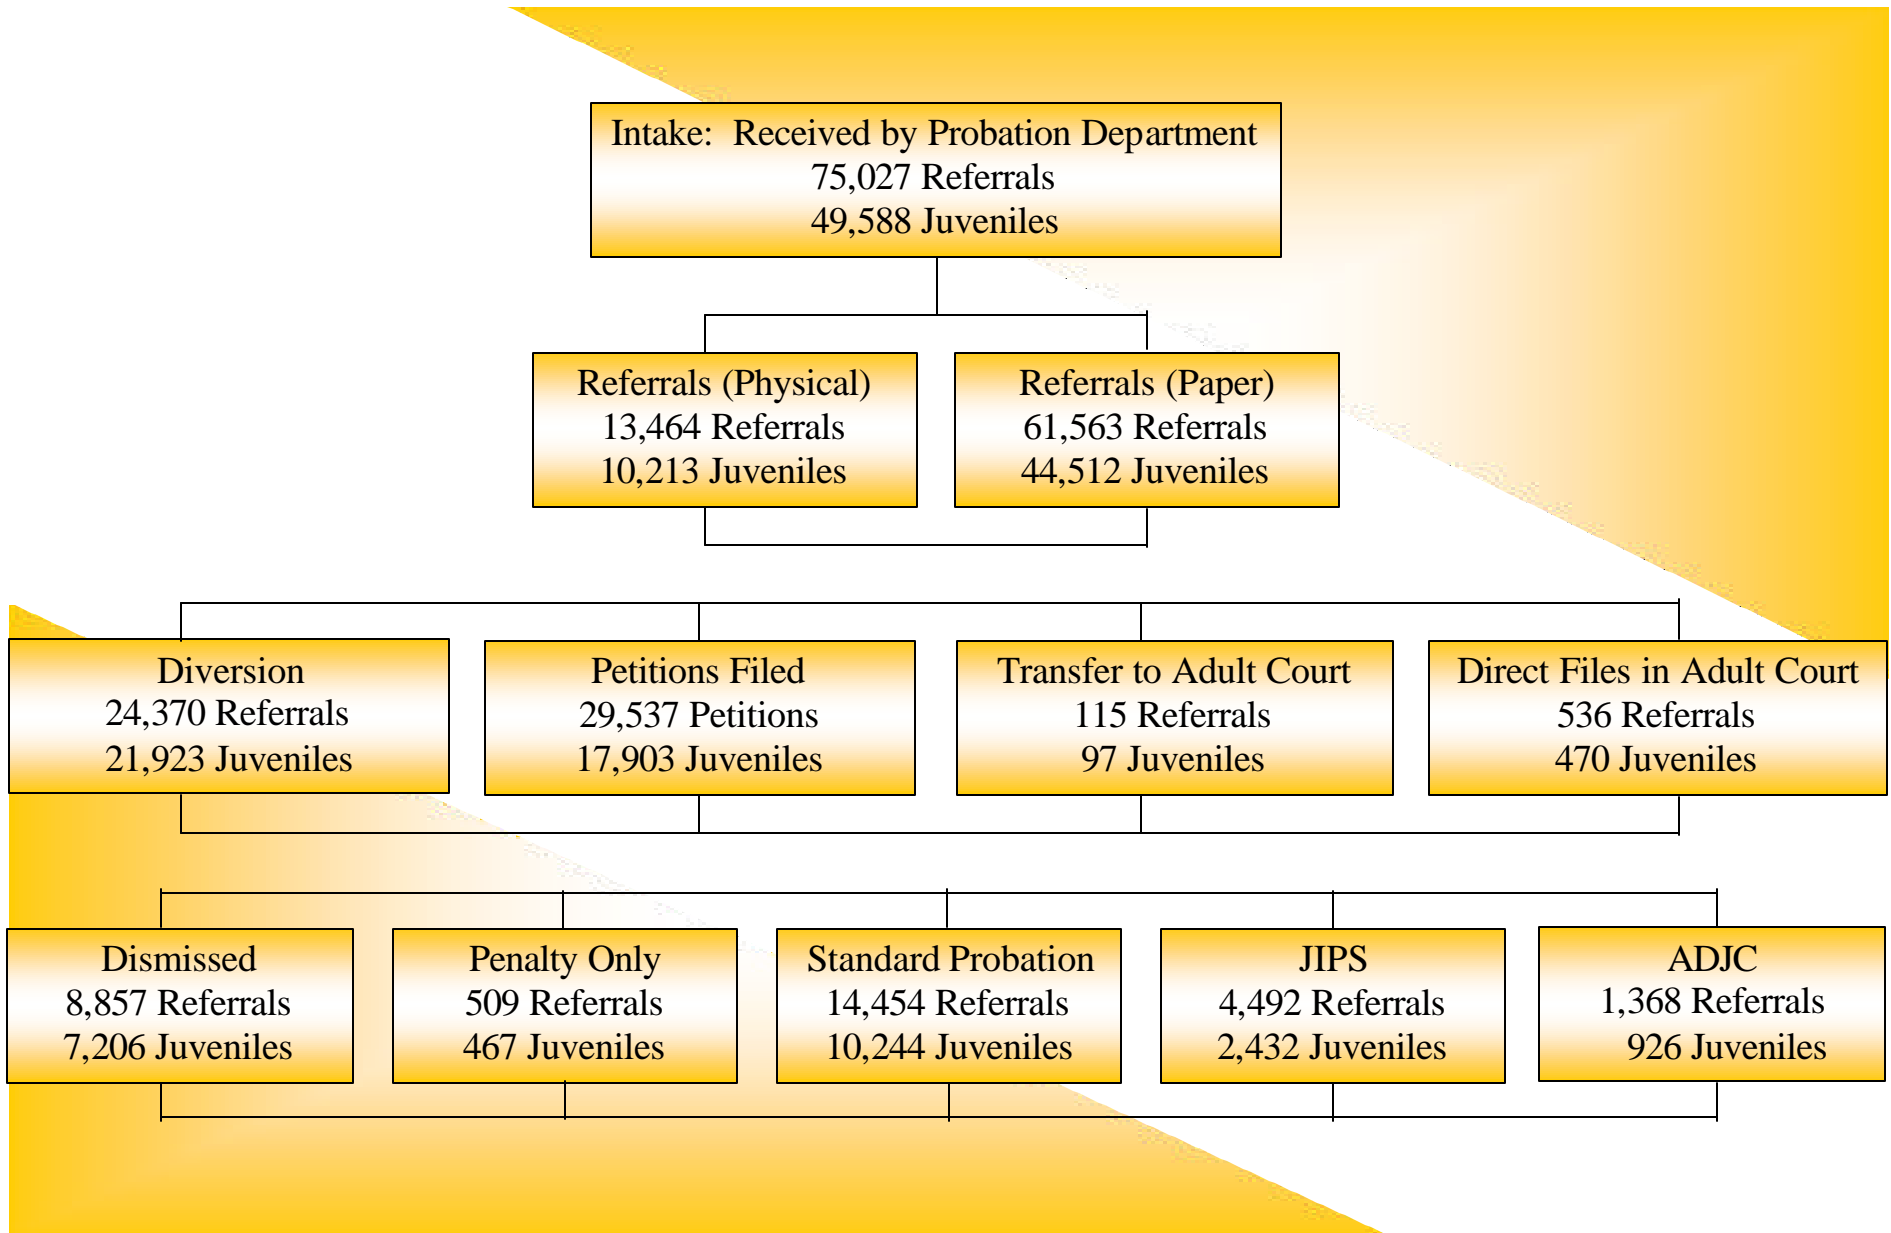 Intake:  Received by Probation Department
75,027 Referrals
49,588 Juveniles
Referrals (Physical)
13,464 Referrals
10,213 Juveniles
Referrals (Paper)
61,563 Referrals
44,512 Juveniles
Diversion
24,370 Referrals
21,923 Juveniles
Petitions Filed
29,537 Petitions
17,903 Juveniles
Transfer to Adult Court
115 Referrals
97 Juveniles
Direct Files in Adult Court
536 Referrals
470 Juveniles
Dismissed
8,857 Referrals
7,206 Juveniles
Penalty Only
509 Referrals
467 Juveniles
Standard Probation
14,454 Referrals
10,244 Juveniles
JIPS
4,492 Referrals
2,432 Juveniles
ADJC
1,368 Referrals
926 Juveniles